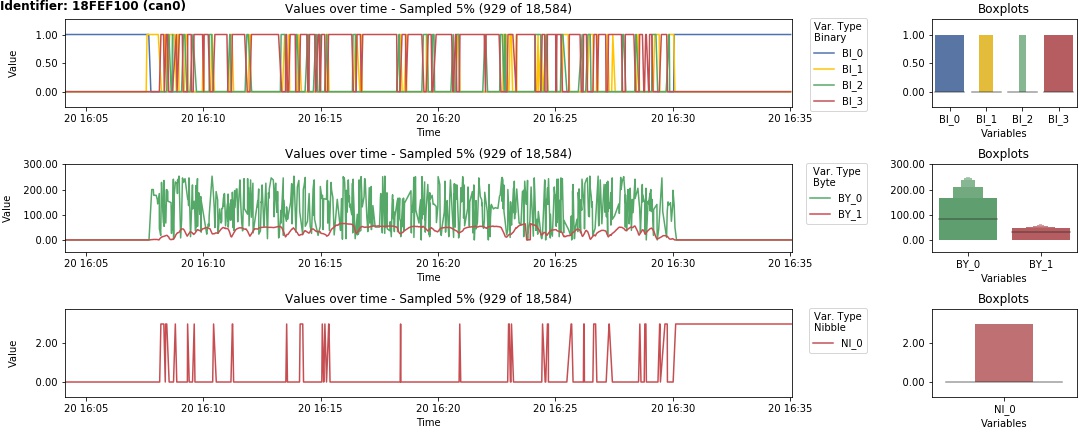 Identifier: 18FEF100 (can0)
Values over time - Sampled 5% (929 of 18,584)
Boxplots
Value
1.00
0.50
0.00
20 16:05
20 16:10
20 16:15
20 16:20
20 16:25
20 16:30
20 16:35
Time
Var. Type
Binary
BI_0
BI_1
BI_2
BI_3
1.00
0.50
0.00
BI_0
BI_1
BI_2
BI_3
Variables
Values over time - Sampled 5% (929 of 18,584)
Boxplots
Value
300.00
200.00
100.00
0.00
20 16:05
20 16:10
20 16:15
20 16:20
20 16:25
20 16:30
20 16:35
Time
Var. Type
Byte
BY_0
BY_1
300.00
200.00
100.00
0.00
BY_0
BY_1
Variables
Values over time - Sampled 5% (929 of 18,584)
Boxplots
Value
2.00
0.00
20 16:05
20 16:10
20 16:15
20 16:20
20 16:25
20 16:30
20 16:35
Time
Var. Type
Nibble
NI_0
2.00
0.00
NI_0
Variables